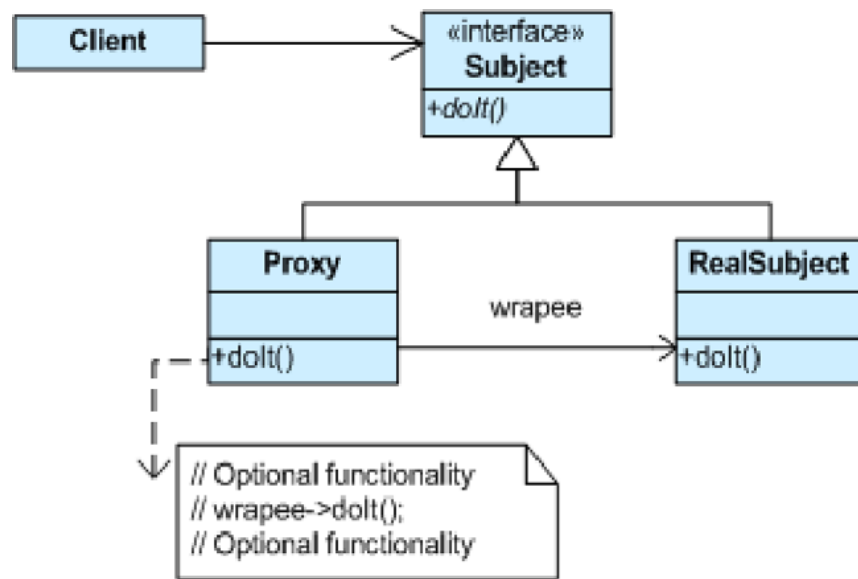 Client
«interface»
Subject
+doIt()
Proxy
RealSubject
wrapee
+doIt()
+doIt()
// Optional functionality
// wrapee->doIt();
// Optional functionality